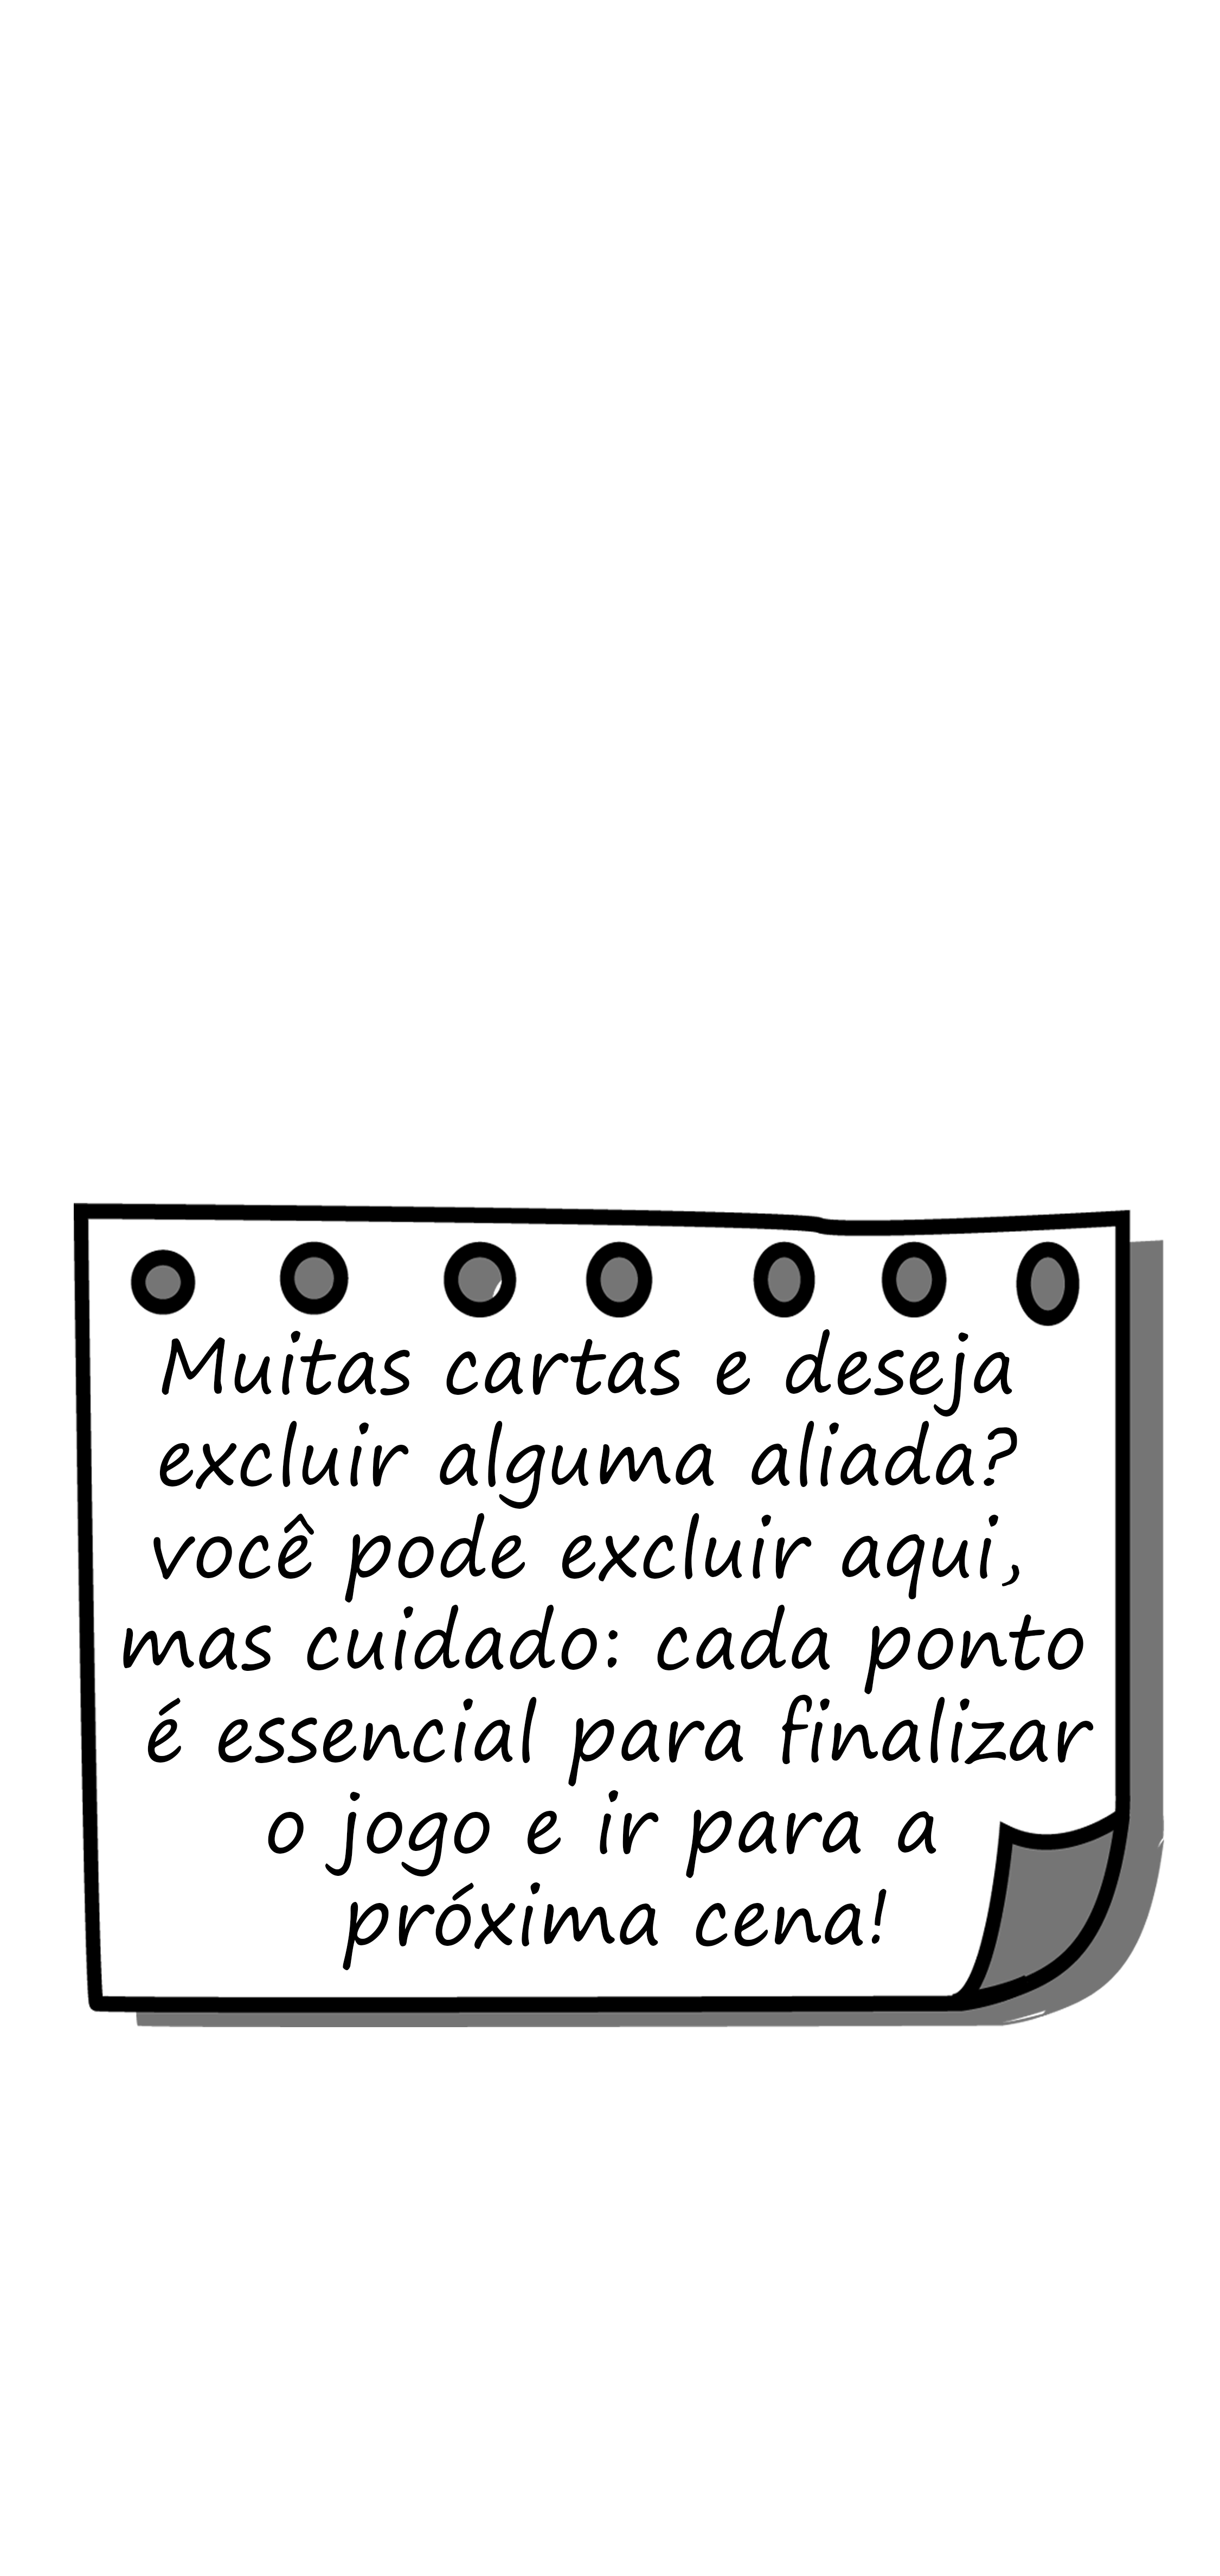 Muitas cartas e deseja
excluir alguma aliada?
você pode excluir aqui,
mas cuidado: cada ponto
é essencial para finalizar
o jogo e ir para a
próxima cena!